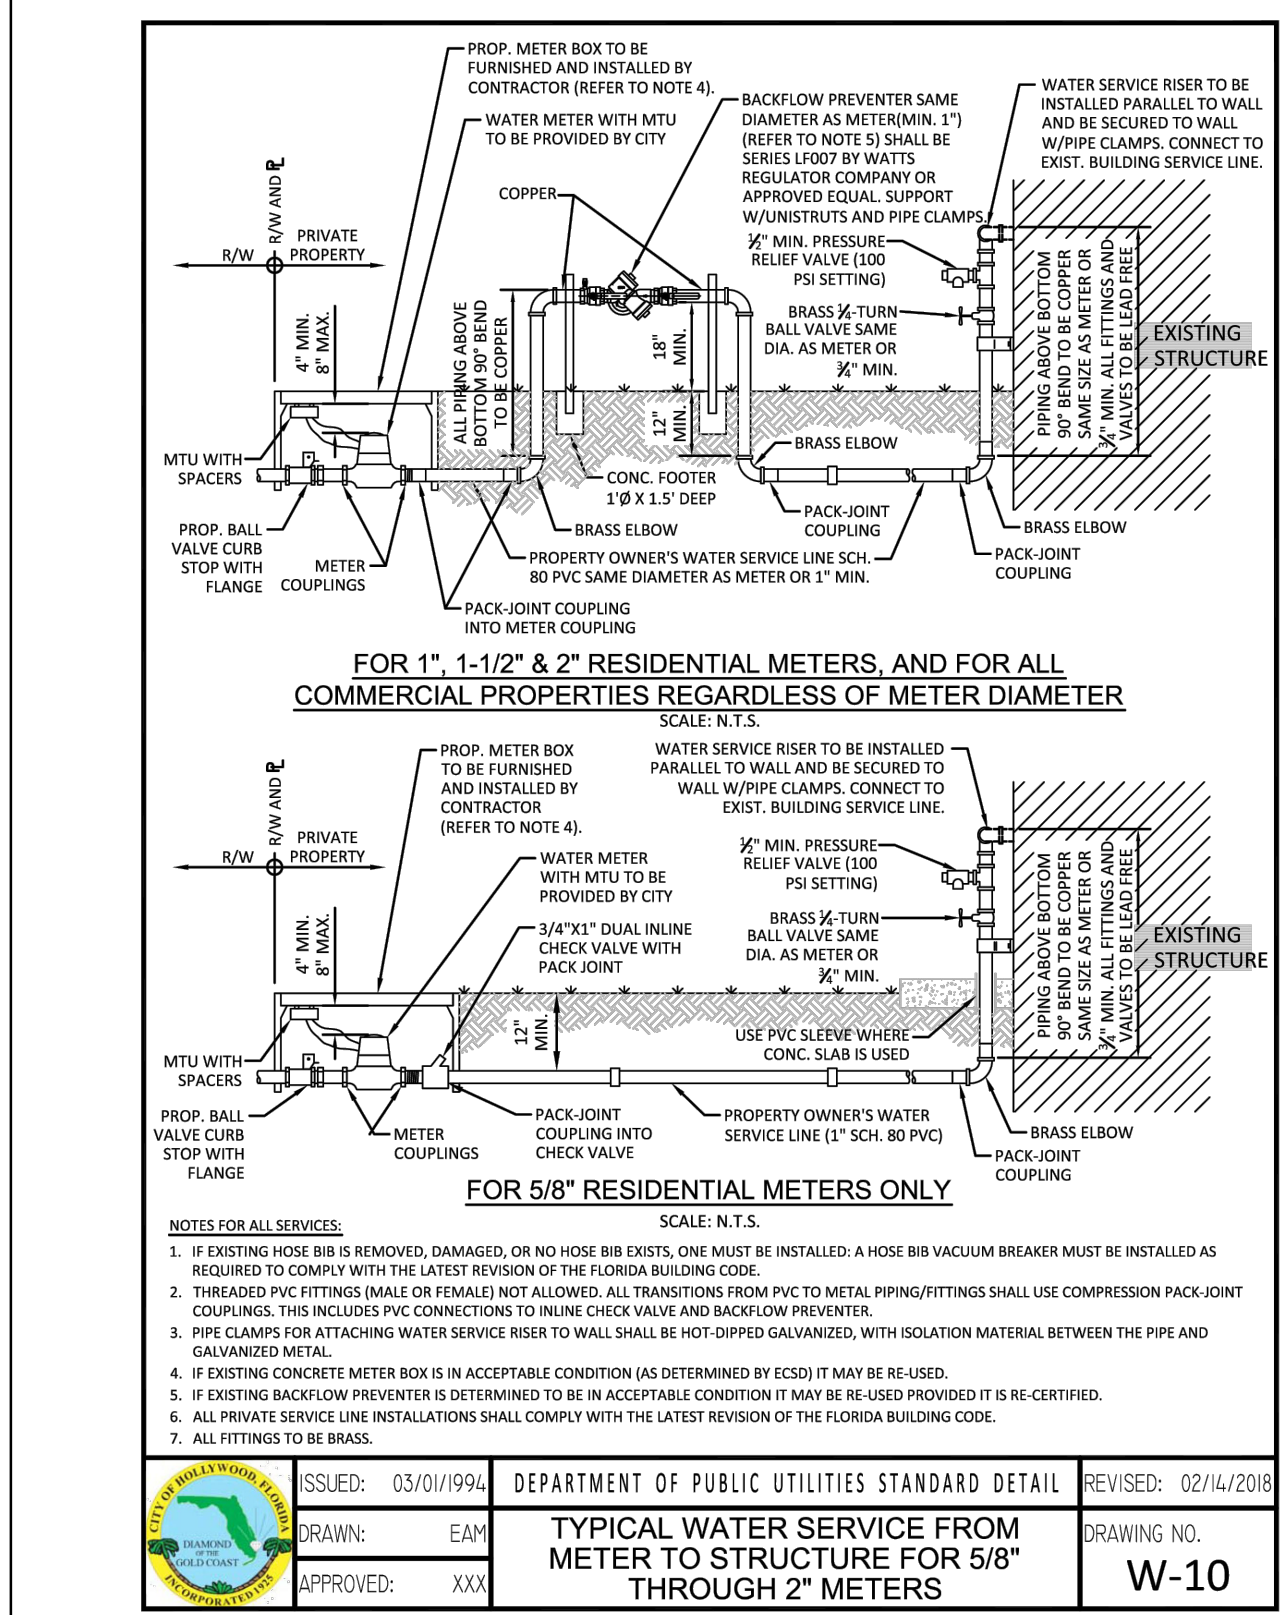 PROP. METER BOX TO BE
FURNISHED AND INSTALLED BY
CONTRACTOR (REFER TO NOTE 4).
WATER METER WITH MTU
TO BE PROVIDED BY CITY
BACKFLOW PREVENTER SAME
DIAMETER AS METER(MIN. 1")
(REFER TO NOTE 5) SHALL BE
SERIES LF007 BY WATTS
REGULATOR COMPANY OR
APPROVED EQUAL. SUPPORT
W/UNISTRUTS AND PIPE CLAMPS.
WATER SERVICE RISER TO BE
INSTALLED PARALLEL TO WALL
AND BE SECURED TO WALL
W/PIPE CLAMPS. CONNECT TO
EXIST. BUILDING SERVICE LINE.
R/W AND PL
R/W
PRIVATE
PROPERTY
COPPER
½" MIN. PRESSURE
RELIEF VALVE (100
PSI SETTING)
BRASS ¼-TURN
BALL VALVE SAME
DIA. AS METER OR
¾" MIN.
4" MIN.
8" MAX.
ALL PIPING ABOVE
BOTTOM 90° BEND
TO BE COPPER
18"
MIN.
12"
MIN.
PIPING ABOVE BOTTOM
90° BEND TO BE COPPER
SAME SIZE AS METER OR
¾" MIN. ALL FITTINGS AND
VALVES TO BE LEAD FREE
EXISTING
STRUCTURE
MTU WITH
SPACERS
BRASS ELBOW
CONC. FOOTER
1'Ø X 1.5' DEEP
PROP. BALL
VALVE CURB
STOP WITH
FLANGE
METER
COUPLINGS
BRASS ELBOW
PACK-JOINT
COUPLING
BRASS ELBOW
PACK-JOINT
COUPLING
PROPERTY OWNER'S WATER SERVICE LINE SCH.
80 PVC SAME DIAMETER AS METER OR 1" MIN.
PACK-JOINT COUPLING
INTO METER COUPLING
FOR 1", 1-1/2" & 2" RESIDENTIAL METERS, AND FOR ALL
COMMERCIAL PROPERTIES REGARDLESS OF METER DIAMETER
SCALE: N.T.S.
PROP. METER BOX
TO BE FURNISHED
AND INSTALLED BY
CONTRACTOR
(REFER TO NOTE 4).
WATER SERVICE RISER TO BE INSTALLED
PARALLEL TO WALL AND BE SECURED TO
WALL W/PIPE CLAMPS. CONNECT TO
EXIST. BUILDING SERVICE LINE.
R/W AND PL
R/W
PRIVATE
PROPERTY
WATER METER
WITH MTU TO BE
PROVIDED BY CITY
3/4"X1" DUAL INLINE
CHECK VALVE WITH
PACK JOINT
½" MIN. PRESSURE
RELIEF VALVE (100
PSI SETTING)
BRASS ¼-TURN
BALL VALVE SAME
DIA. AS METER OR
¾" MIN.
4" MIN.
8" MAX.
12"
MIN.
USE PVC SLEEVE WHERE
CONC. SLAB IS USED
PIPING ABOVE BOTTOM
90° BEND TO BE COPPER
SAME SIZE AS METER OR
¾" MIN. ALL FITTINGS AND
VALVES TO BE LEAD FREE
EXISTING
STRUCTURE
MTU WITH
SPACERS
PROP. BALL
VALVE CURB
STOP WITH
FLANGE
METER
COUPLINGS
PACK-JOINT
COUPLING INTO
CHECK VALVE
PROPERTY OWNER'S WATER
SERVICE LINE (1" SCH. 80 PVC)
BRASS ELBOW
PACK-JOINT
COUPLING
FOR 5/8" RESIDENTIAL METERS ONLY
SCALE: N.T.S.
NOTES FOR ALL SERVICES:
1. IF EXISTING HOSE BIB IS REMOVED, DAMAGED, OR NO HOSE BIB EXISTS, ONE MUST BE INSTALLED: A HOSE BIB VACUUM BREAKER MUST BE INSTALLED AS
REQUIRED TO COMPLY WITH THE LATEST REVISION OF THE FLORIDA BUILDING CODE.
2. THREADED PVC FITTINGS (MALE OR FEMALE) NOT ALLOWED. ALL TRANSITIONS FROM PVC TO METAL PIPING/FITTINGS SHALL USE COMPRESSION PACK-JOINT
COUPLINGS. THIS INCLUDES PVC CONNECTIONS TO INLINE CHECK VALVE AND BACKFLOW PREVENTER.
3. PIPE CLAMPS FOR ATTACHING WATER SERVICE RISER TO WALL SHALL BE HOT-DIPPED GALVANIZED, WITH ISOLATION MATERIAL BETWEEN THE PIPE AND
GALVANIZED METAL.
4. IF EXISTING CONCRETE METER BOX IS IN ACCEPTABLE CONDITION (AS DETERMINED BY ECSD) IT MAY BE RE-USED.
5. IF EXISTING BACKFLOW PREVENTER IS DETERMINED TO BE IN ACCEPTABLE CONDITION IT MAY BE RE-USED PROVIDED IT IS RE-CERTIFIED.
6. ALL PRIVATE SERVICE LINE INSTALLATIONS SHALL COMPLY WITH THE LATEST REVISION OF THE FLORIDA BUILDING CODE.
7. ALL FITTINGS TO BE BRASS.
CITY OF HOLLYWOOD, FLORIDA
DIAMOND
OF THE
GOLD COAST
INCORPORATED 1925
ISSUED: 03/01/1994
DRAWN: EAM
APPROVED: XXX
DEPARTMENT OF PUBLIC UTILITIES STANDARD DETAIL
TYPICAL WATER SERVICE FROM
METER TO STRUCTURE FOR 5/8"
THROUGH 2" METERS
REVISED: 02/14/2018
DRAWING NO.
W-10